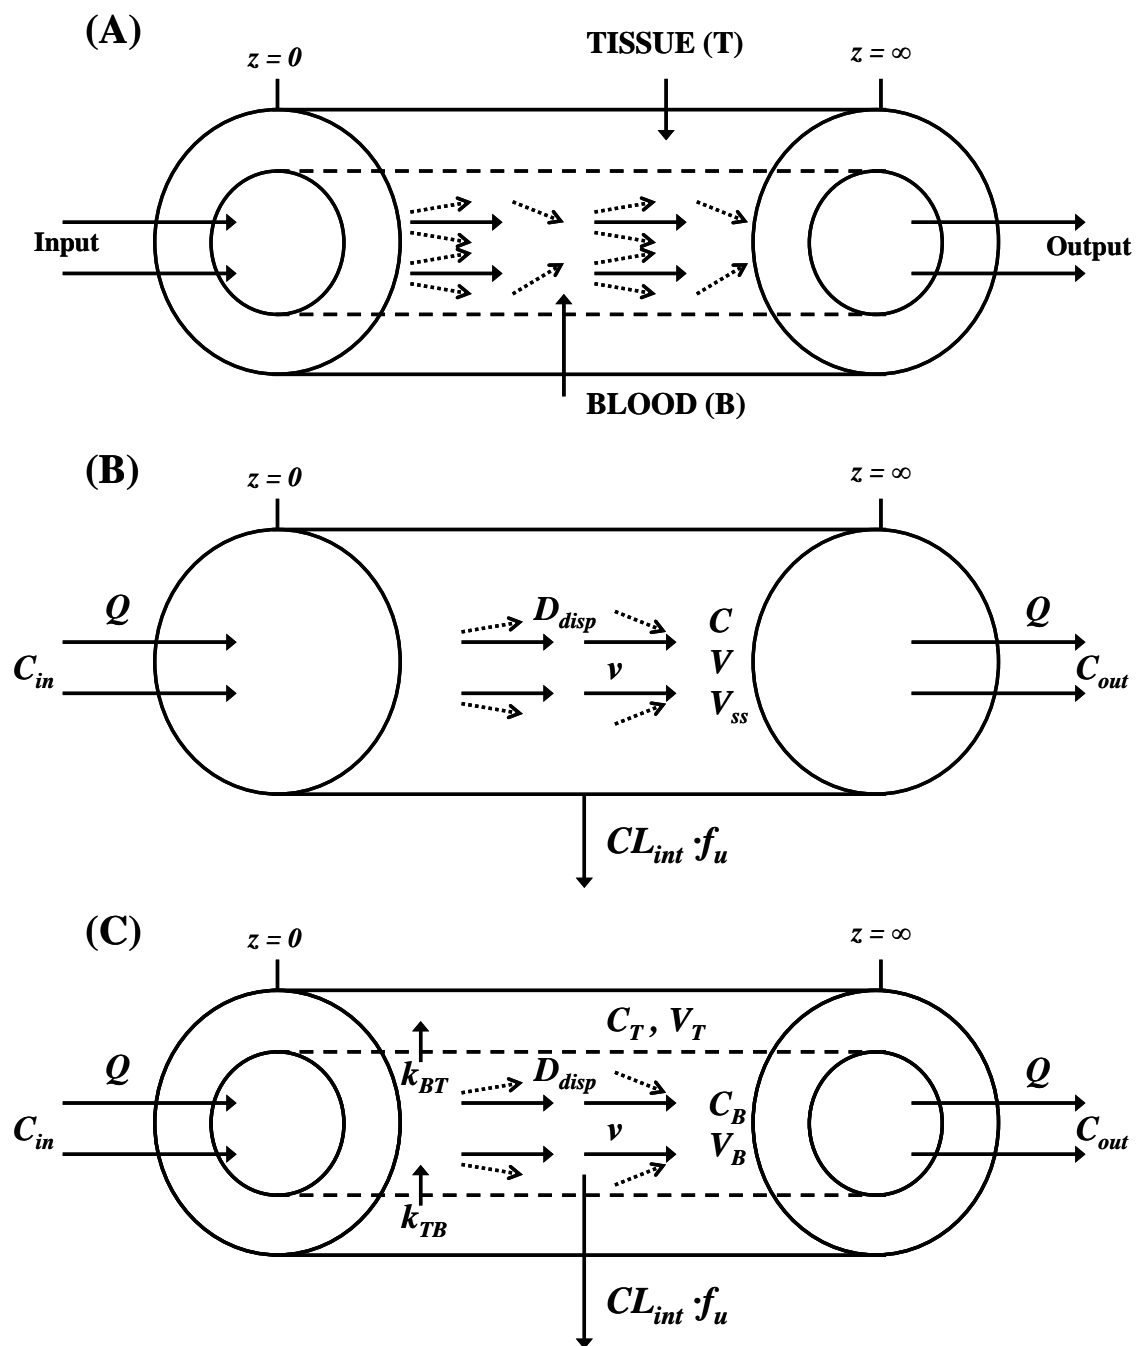 (A)
z = 0
TISSUE (T)
z = ∞
Input
Output
BLOOD (B)
(B)
z = 0
z = ∞
Q
D_disp
C
Q
C_in
v
V
C_out
V_ss
CL_int · f_u
(C)
z = 0
z = ∞
C_T , V_T
Q
k_BT
D_disp
Q
C_in
v
C_B
C_out
V_B
k_TB
CL_int · f_u